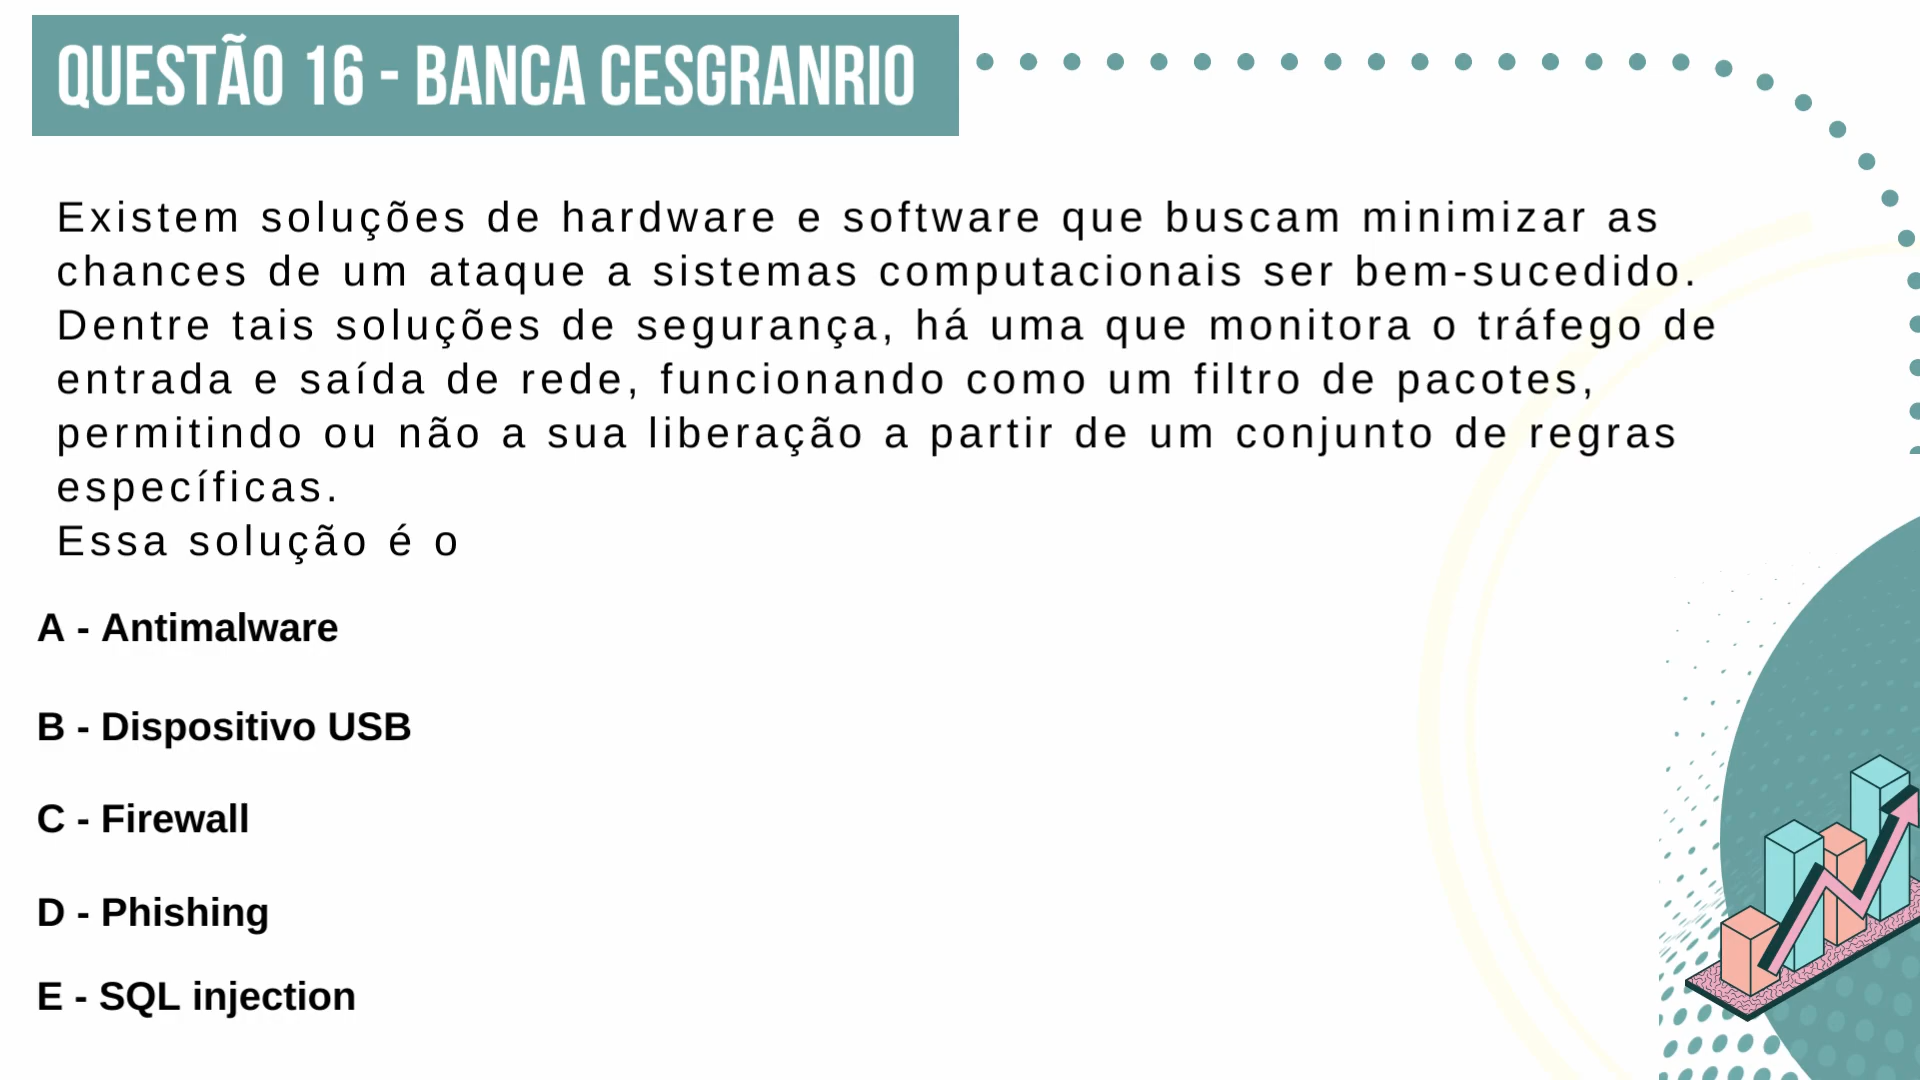 QUESTÃO 16 - BANCA CESGRANRIO
Existem soluções de hardware e software que buscam minimizar as
chances de um ataque a sistemas computacionais ser bem-sucedido.
Dentre tais soluções de segurança, há uma que monitora o tráfego de
entrada e saída de rede, funcionando como um filtro de pacotes,
permitindo ou não a sua liberação a partir de um conjunto de regras
específicas.
Essa solução é o
A - Antimalware
B - Dispositivo USB
C - Firewall
D - Phishing
E - SQL injection